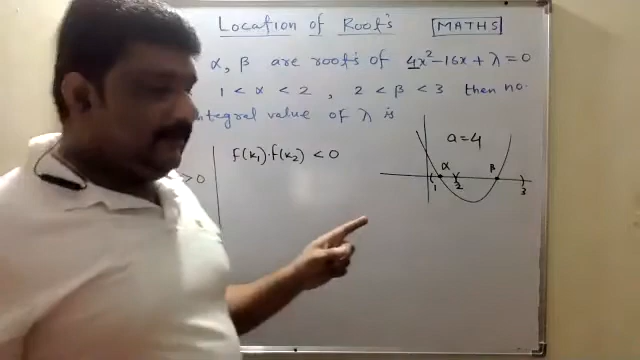 Location of Roots
MATHS
α, β are roots of 4x²-16x+λ=0
1<α<2 , 2<β<3 then no.
integral value of λ is
> 0
f(k₁)·f(k₂) < 0
a=4
α
β
1
2
3